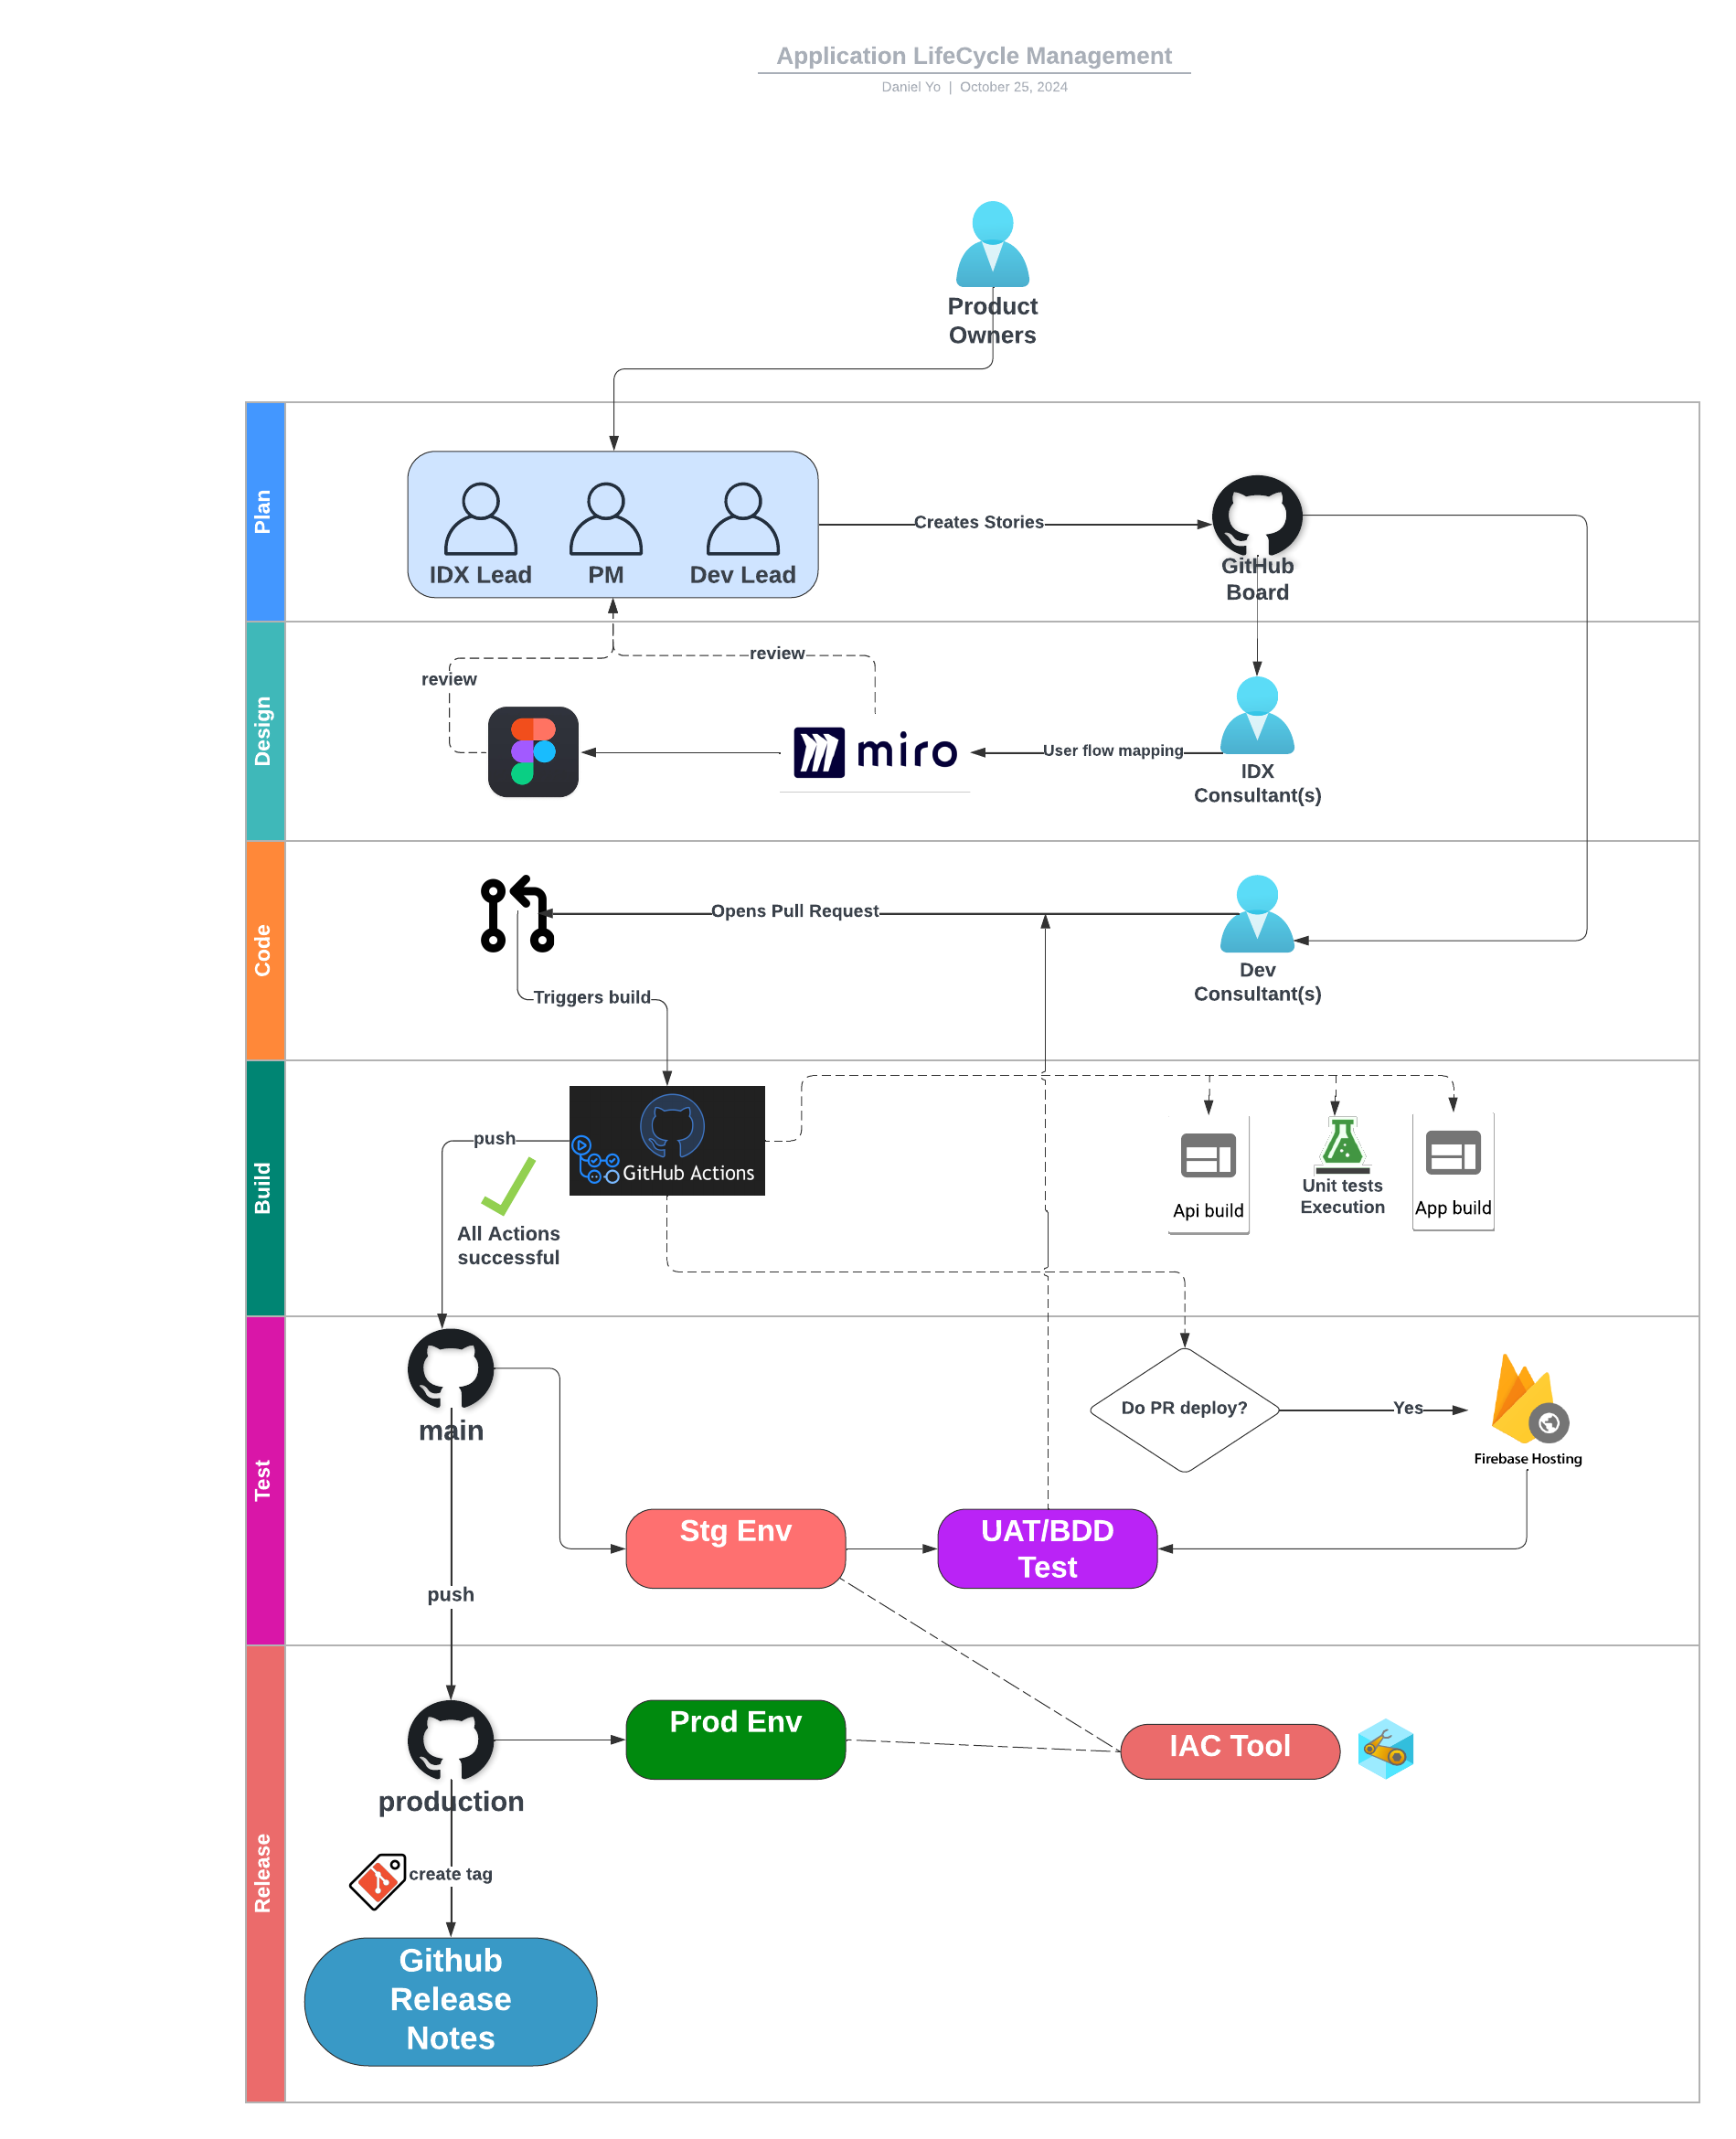 Application LifeCycle Management
Daniel Yo | October 25, 2024
Product
Owners
Plan
IDX Lead
PM
Dev Lead
Creates Stories
GitHub
Board
Design
review
review
miro
User flow mapping
IDX
Consultant(s)
Code
Opens Pull Request
Dev
Consultant(s)
Triggers build
Build
push
GitHub Actions
All Actions
successful
Api build
Unit tests
Execution
App build
Test
main
Do PR deploy?
Yes
Firebase Hosting
Stg Env
UAT/BDD
Test
push
Release
Prod Env
IAC Tool
production
create tag
Github
Release
Notes